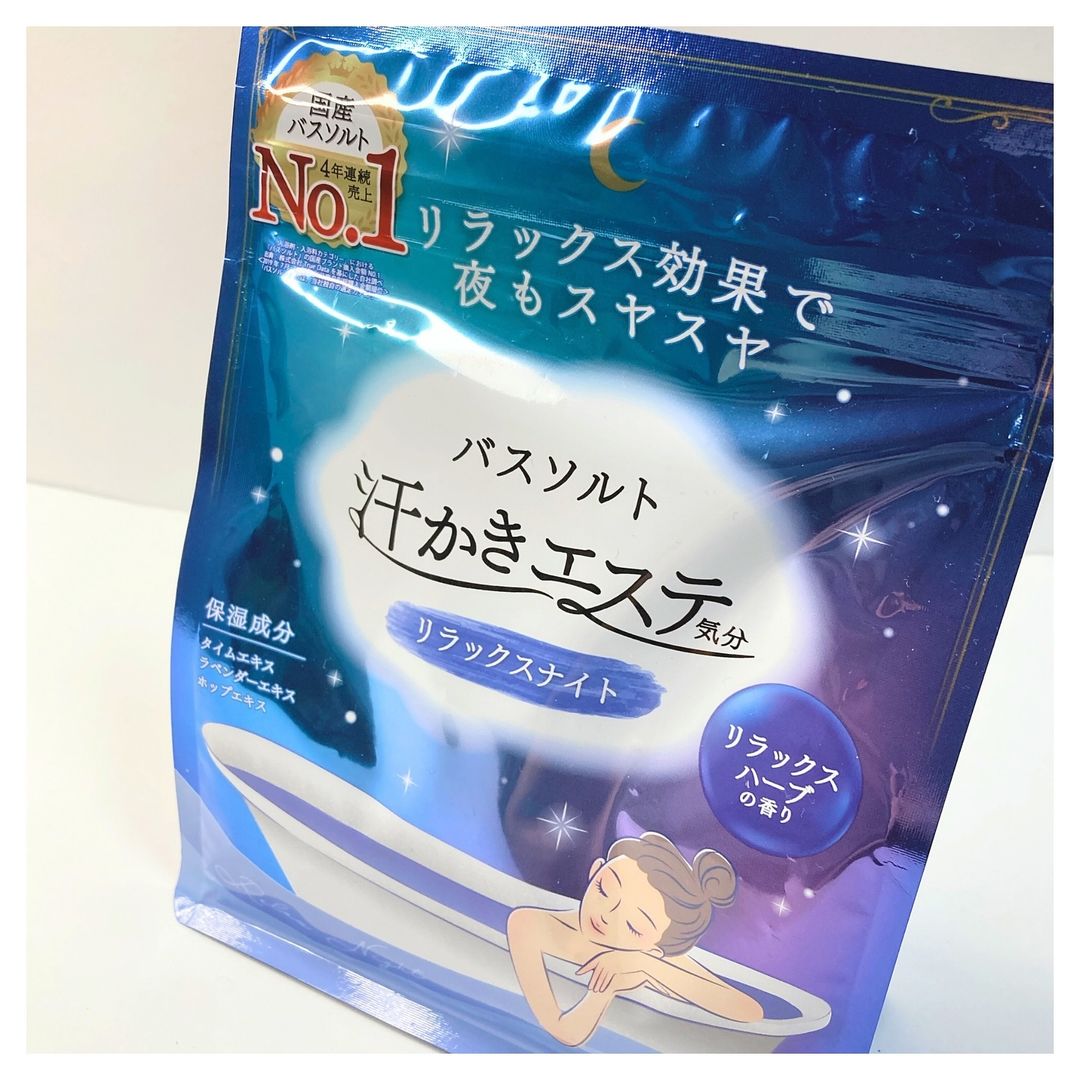 国産
バスソルト
4年連続
売上
No.1
リラックス効果で
夜もスヤスヤ
バスソルト
汗かきエステ気分
リラックスナイト
保湿成分
タイムエキス
ラベンダーエキス
ホップエキス
リラックス
ハーブ
の香り